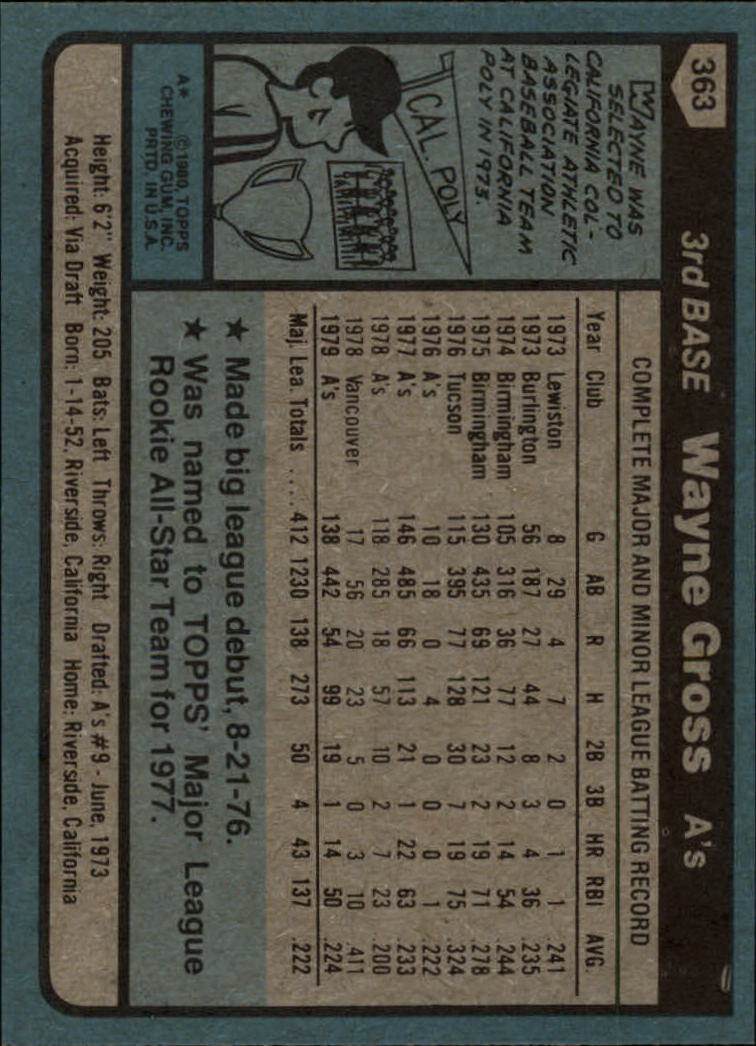 363
3rd BASE Wayne Gross A's
WAYNE WAS
SELECTED TO
CALIFORNIA COL-
LEGIATE ATHLETIC
ASSOCIATION
BASEBALL TEAM
AT CALIFORNIA
POLY IN 1973.
CAL. POLY
A* ©1980, TOPPS
CHEWING GUM, INC.
PRTD. IN U.S.A.
COMPLETE MAJOR AND MINOR LEAGUE BATTING RECORD
Year Club G AB R H 2B 3B HR RBI AVG.
1973 Lewiston 8 29 4 7 2 0 1 1 .241
1973 Burlington 56 187 27 44 8 3 4 36 .235
1974 Birmingham 105 316 36 77 12 2 14 54 .244
1975 Birmingham 130 435 69 121 23 2 19 71 .278
1976 Tucson 115 395 77 128 30 7 19 75 .324
1976 A's 10 18 0 4 0 0 0 1 .222
1977 A's 146 485 66 113 21 1 22 63 .233
1978 A's 118 285 18 57 10 2 7 23 .200
1978 Vancouver 17 56 20 23 5 0 3 10 .411
1979 A's 138 442 54 99 19 1 14 50 .224
Maj. Lea. Totals .... 412 1230 138 273 50 4 43 137 .222
★ Made big league debut, 8-21-76.
★ Was named to TOPPS' Major League
Rookie All-Star Team for 1977.
Height: 6'2" Weight: 205 Bats: Left Throws: Right Drafted: A's #9 - June, 1973
Acquired: Via Draft Born: 1-14-52, Riverside, California Home: Riverside, California